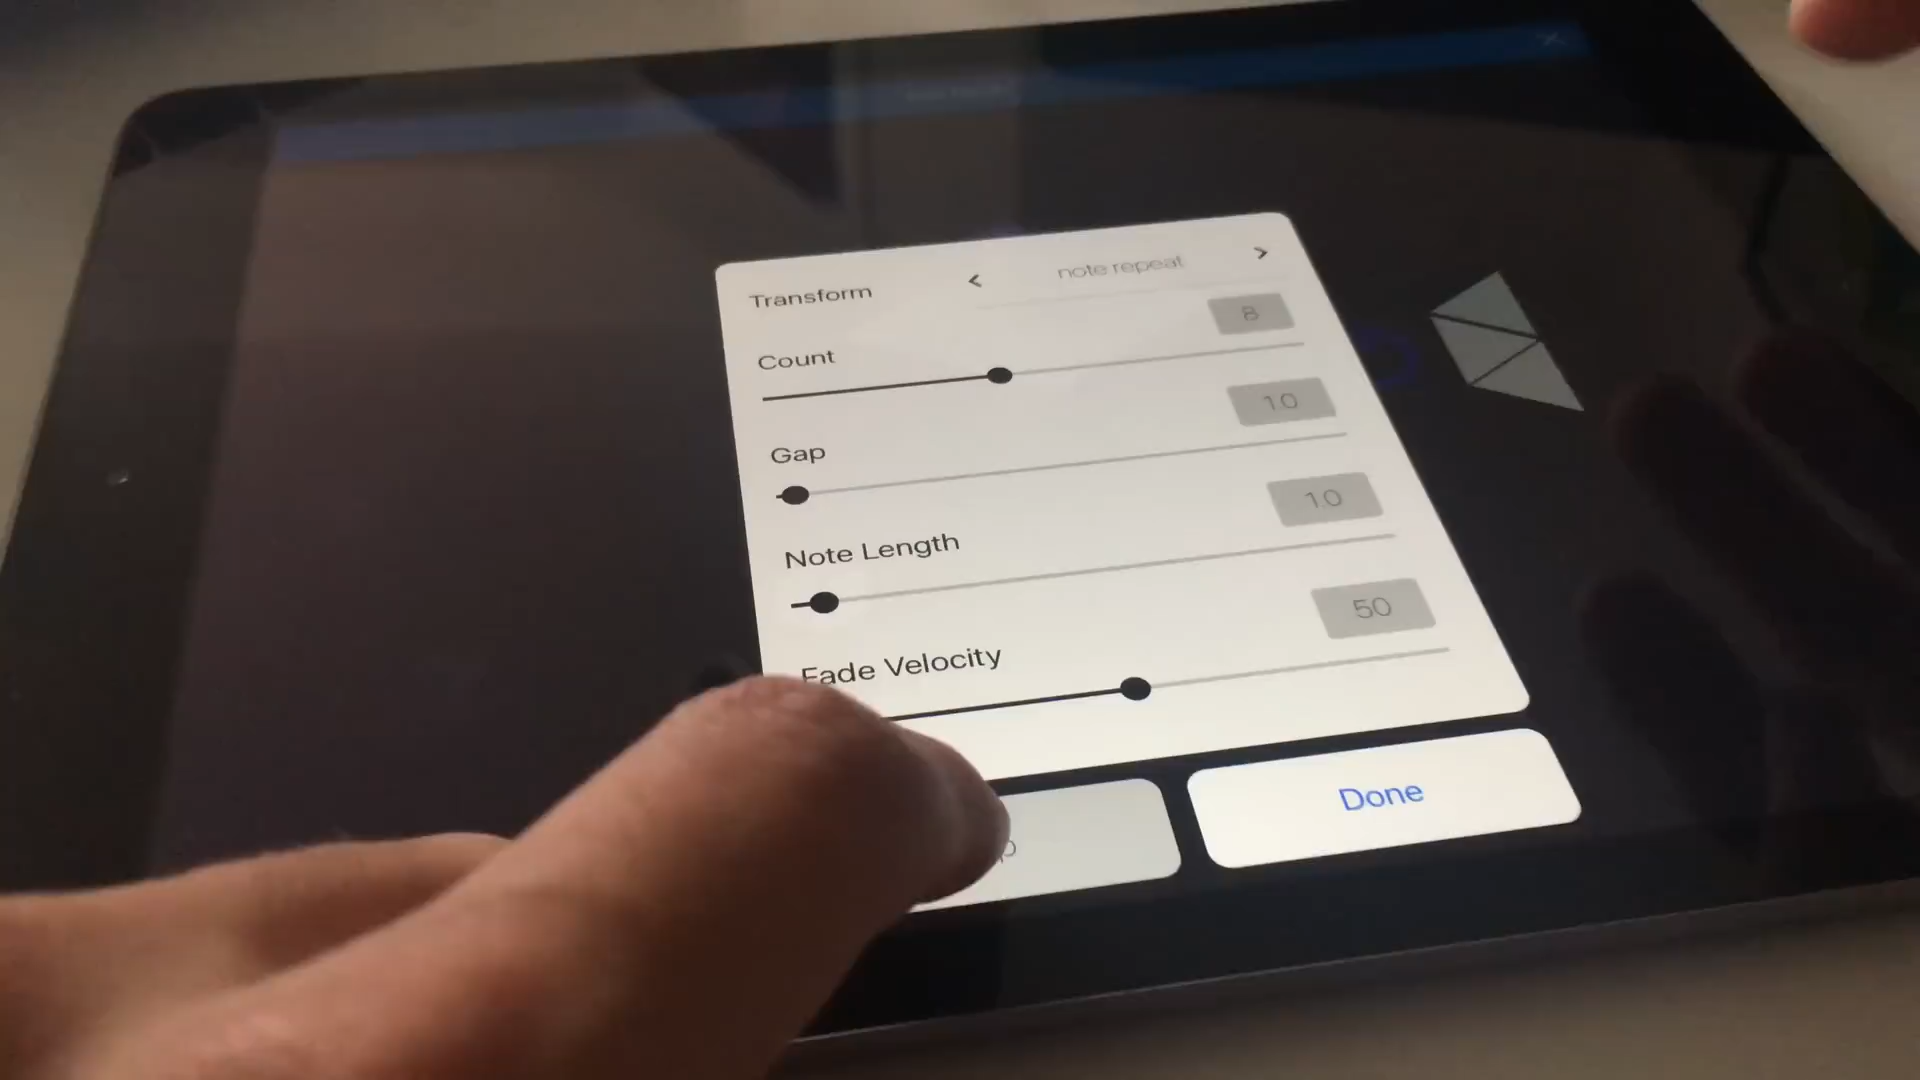 Transform < note repeat >
8
Count
10
Gap
10
Note Length
50
Fade Velocity
Done